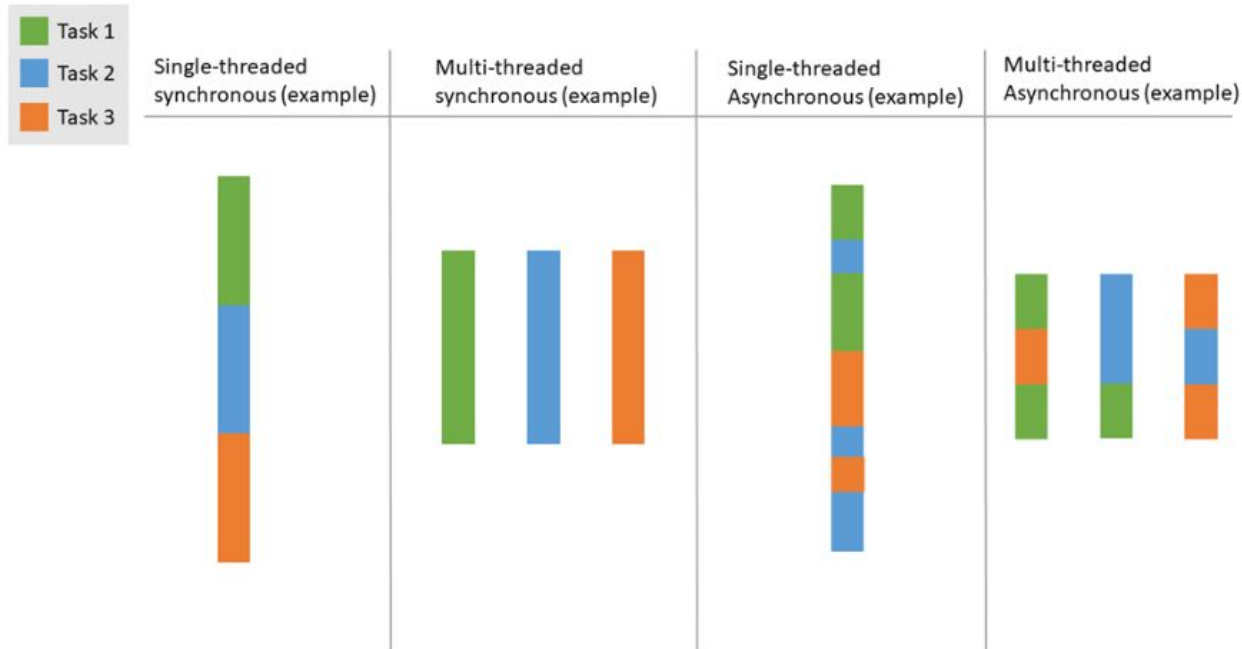 Task 1
Task 2
Task 3
Single-threaded
synchronous (example)
Multi-threaded
synchronous (example)
Single-threaded
Asynchronous (example)
Multi-threaded
Asynchronous (example)